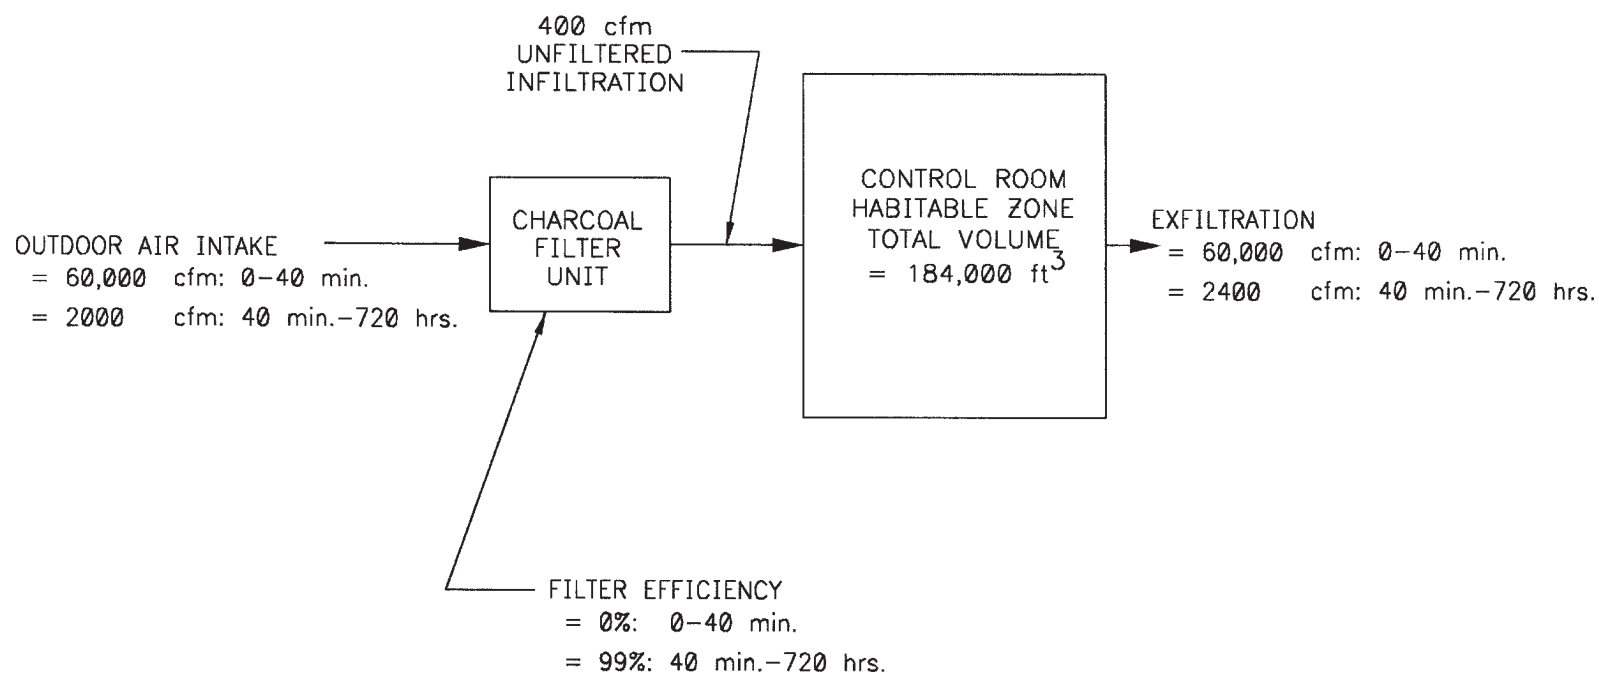 400 cfm
UNFILTERED
INFILTRATION
CONTROL ROOM
HABITABLE ZONE
TOTAL VOLUME
= 184,000 ft³
CHARCOAL
FILTER
UNIT
OUTDOOR AIR INTAKE
= 60,000 cfm: 0-40 min.
= 2000 cfm: 40 min.-720 hrs.
EXFILTRATION
= 60,000 cfm: 0-40 min.
= 2400 cfm: 40 min.-720 hrs.
FILTER EFFICIENCY
= 0%: 0-40 min.
= 99%: 40 min.-720 hrs.